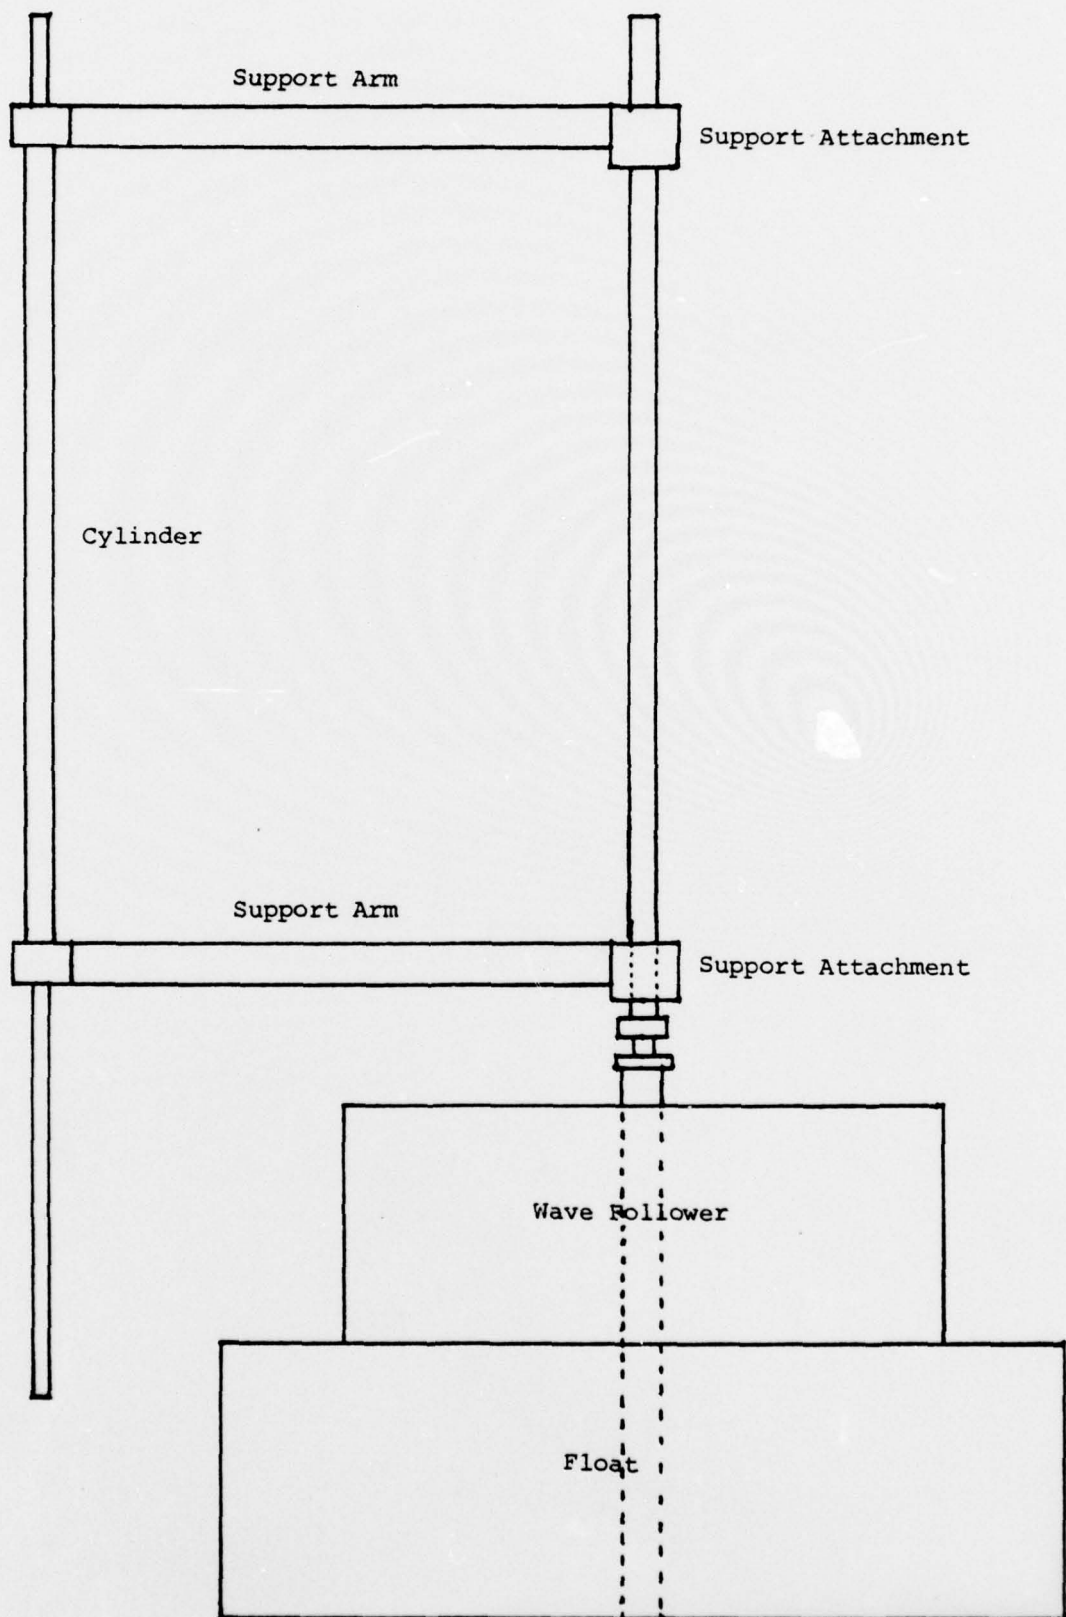 Support Arm
Support Attachment
Cylinder
Support Arm
Support Attachment
Wave Follower
Float